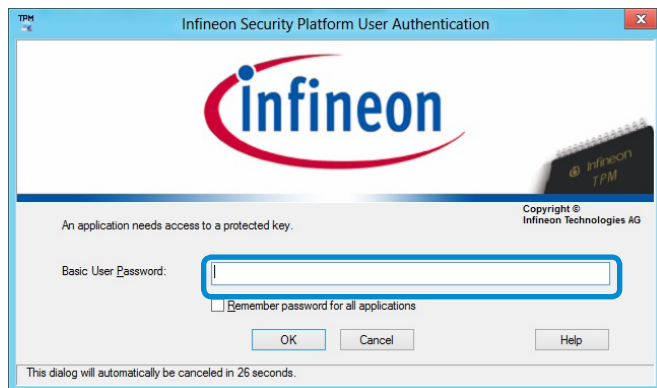 TPM
Infineon Security Platform User Authentication
x
infineon
infineon
TPM
Copyright ©
Infineon Technologies AG
An application needs access to a protected key.
Basic User Password:
Remember password for all applications
OK Cancel Help
This dialog will automatically be canceled in 26 seconds.